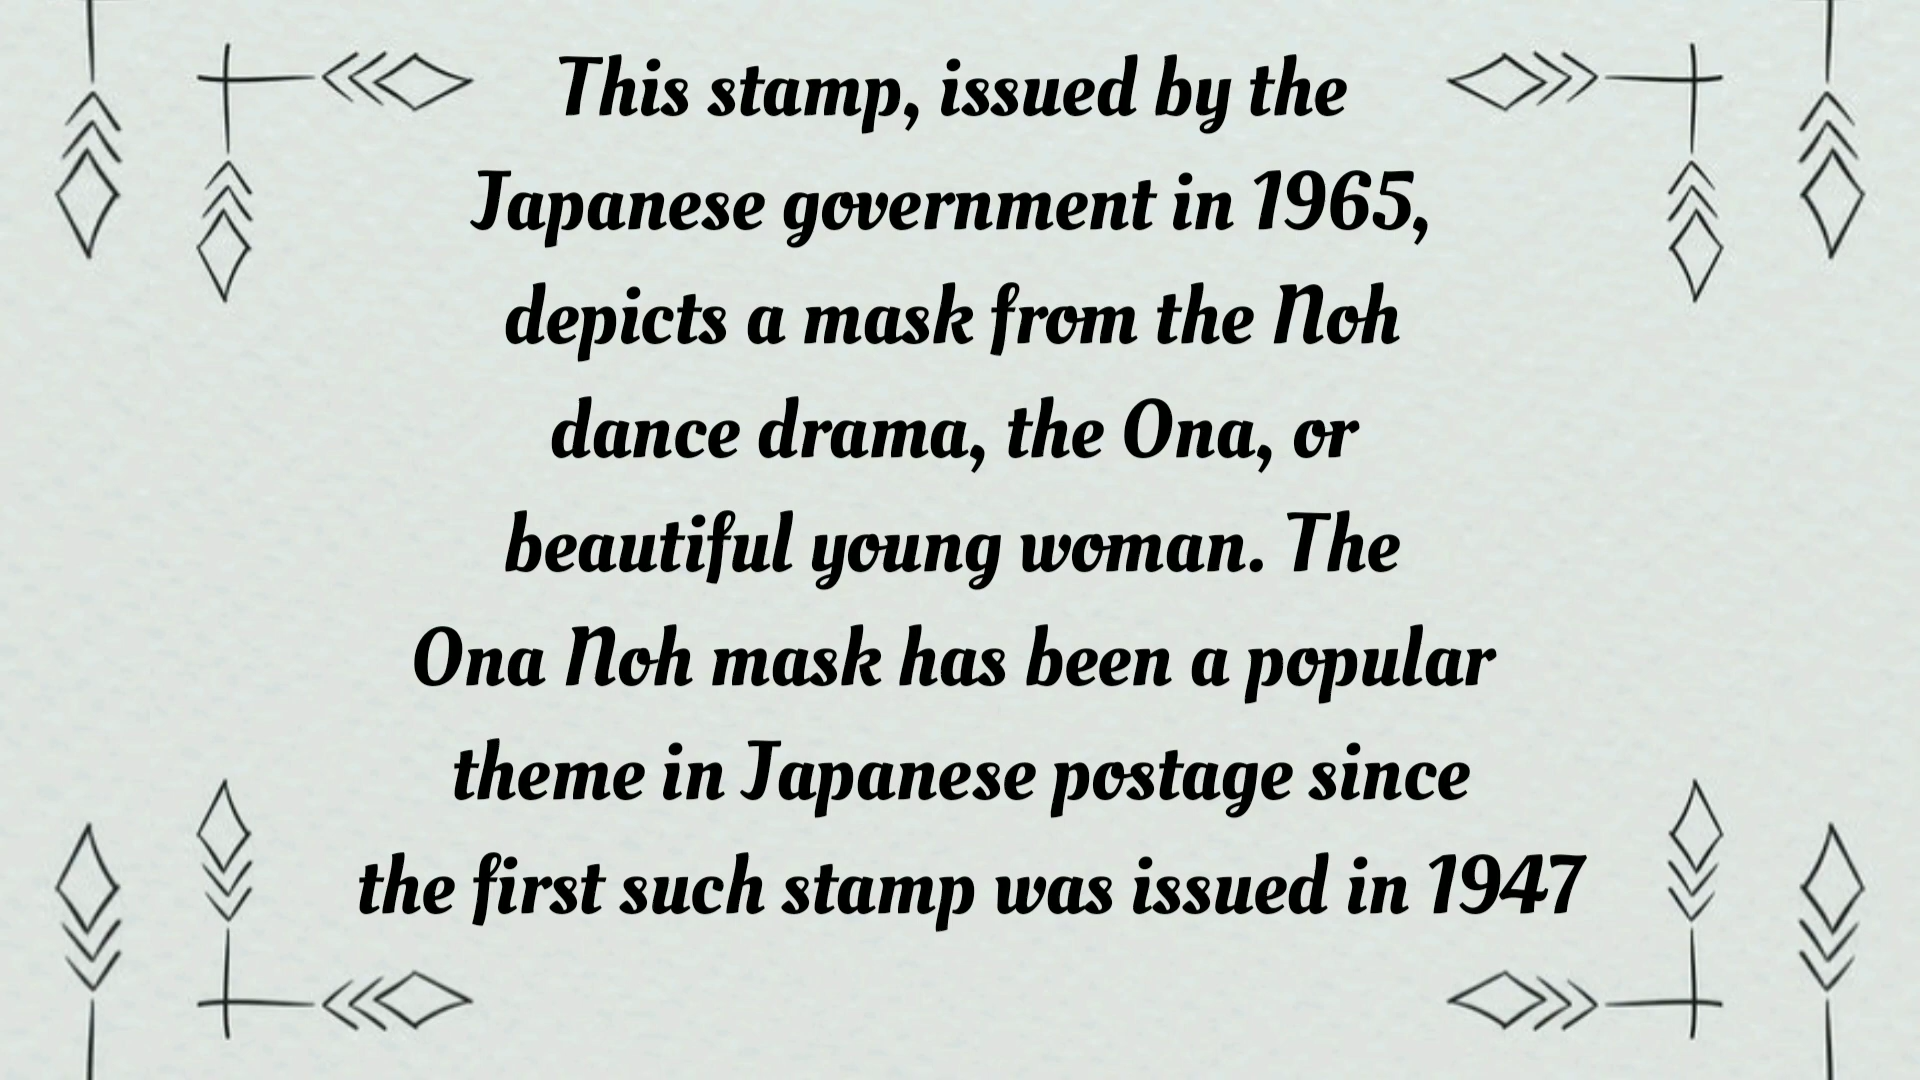 This stamp, issued by the
Japanese government in 1965,
depicts a mask from the Noh
dance drama, the Ona, or
beautiful young woman. The
Ona Noh mask has been a popular
theme in Japanese postage since
the first such stamp was issued in 1947